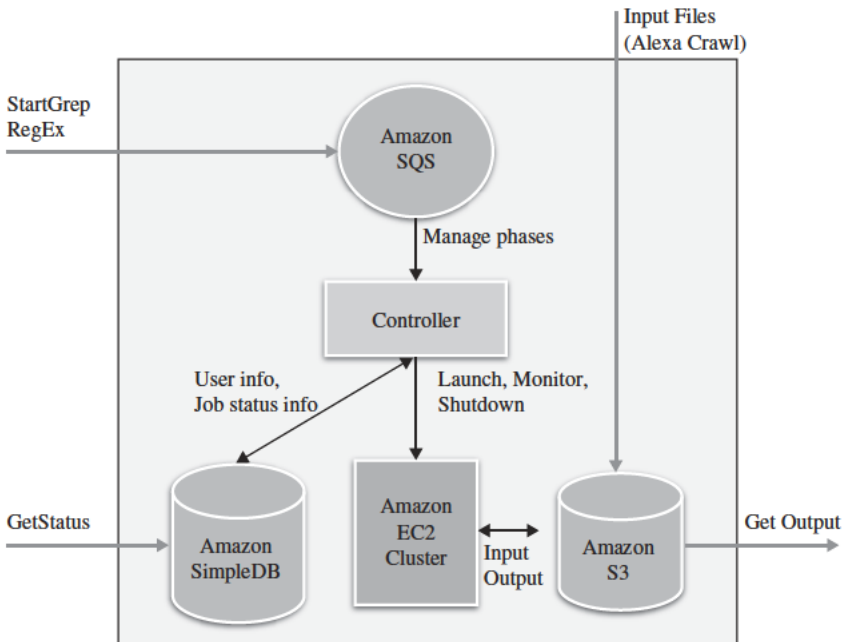 Input Files
(Alexa Crawl)
StartGrep
RegEx
Amazon
SQS
Manage phases
Controller
User info,
Job status info
Launch, Monitor,
Shutdown
GetStatus
Amazon
SimpleDB
Amazon
EC2
Cluster
Input
Output
Amazon
S3
Get Output